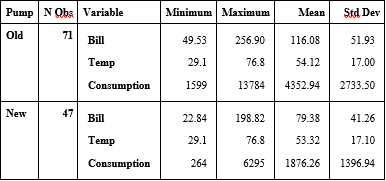 Pump N Obs Variable Minimum Maximum Mean Std Dev
Old 71 Bill 49.53 256.90 116.08 51.93
Temp 29.1 76.8 54.12 17.00
Consumption 1599 13784 4352.94 2733.50
New 47 Bill 22.84 198.82 79.38 41.26
Temp 29.1 76.8 53.32 17.10
Consumption 264 6295 1876.26 1396.94